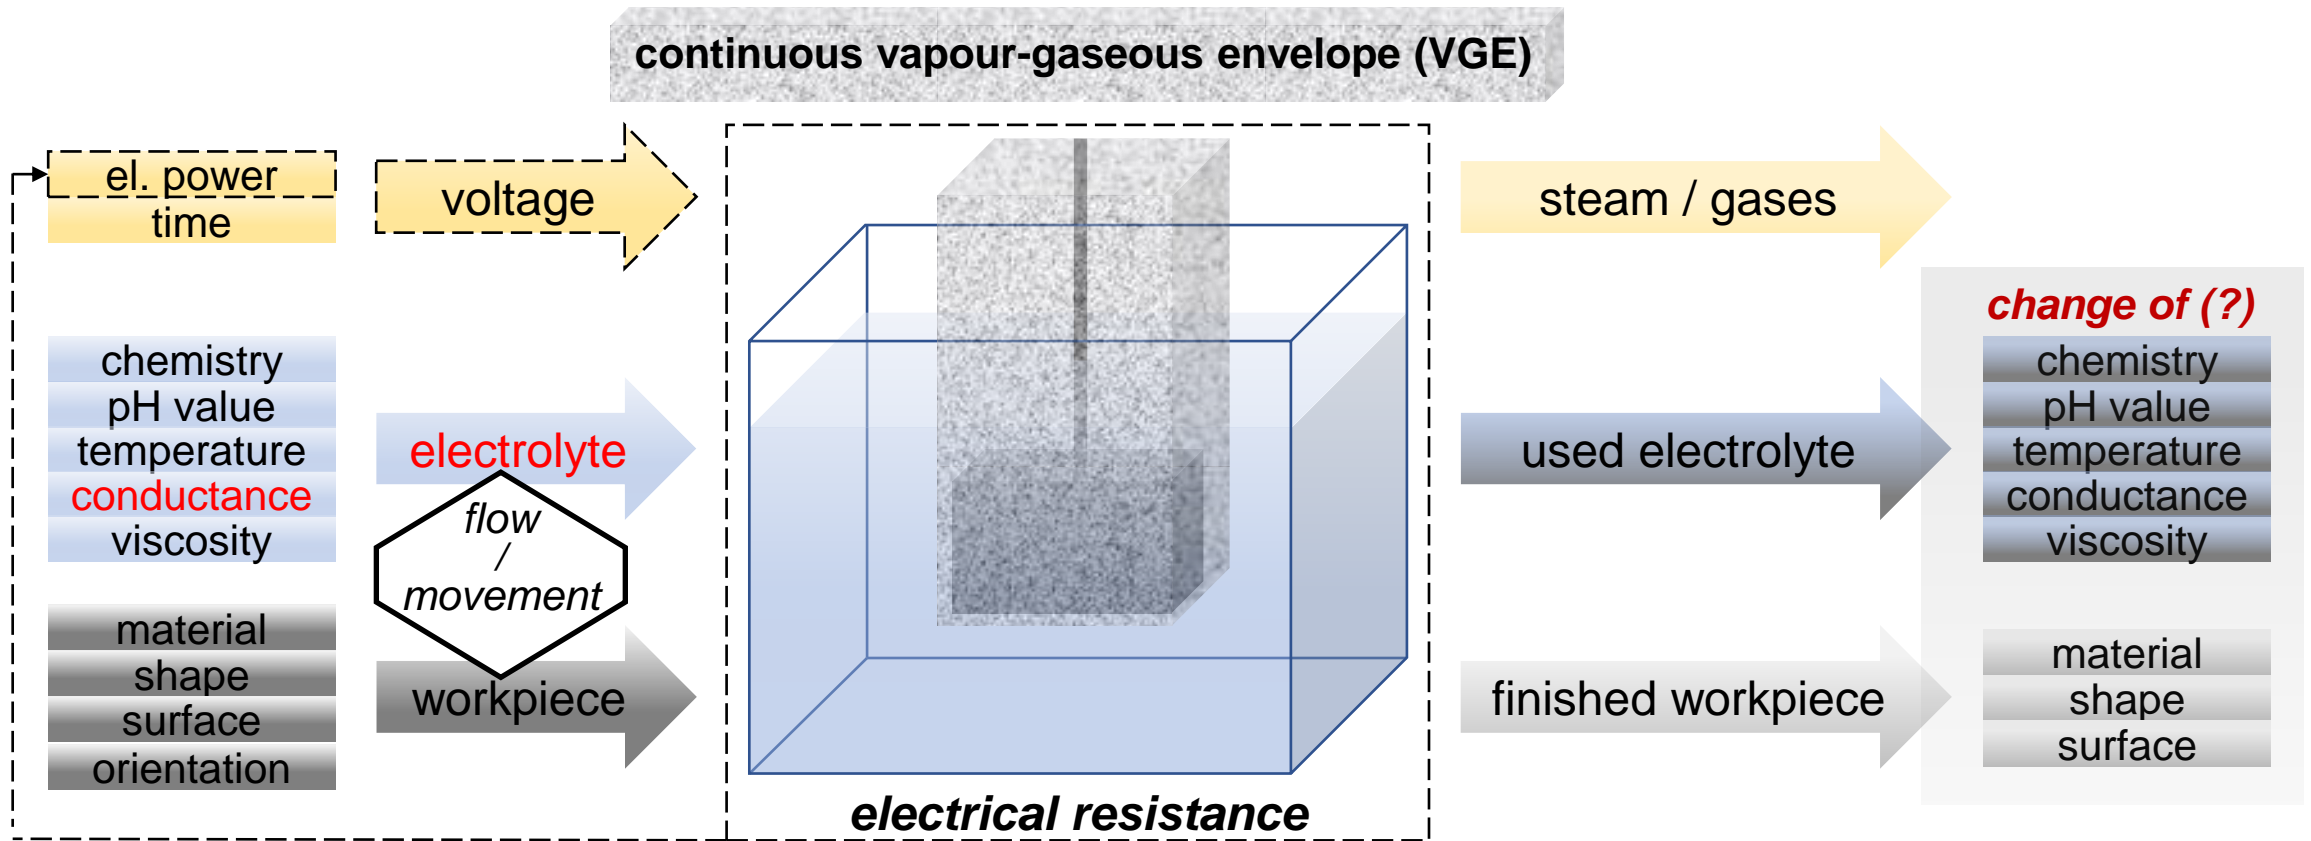 continuous vapour-gaseous envelope (VGE)
el. power
time
voltage
steam / gases
chemistry
pH value
temperature
conductance
viscosity
electrolyte
flow
/
movement
material
shape
surface
orientation
workpiece
electrical resistance
used electrolyte
finished workpiece
change of (?)
chemistry
pH value
temperature
conductance
viscosity
material
shape
surface